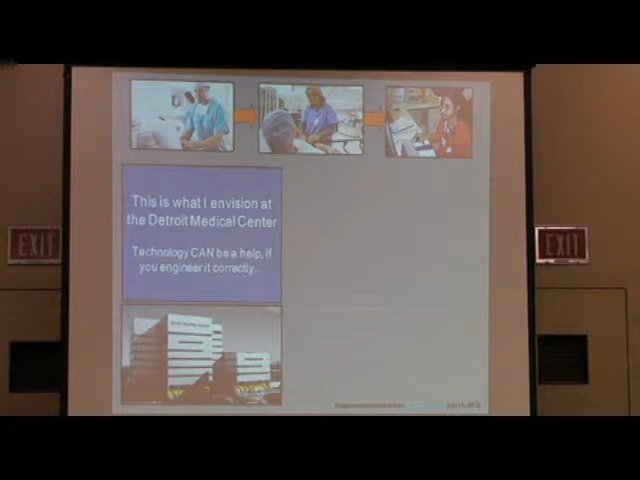 This is what I envision at
the Detroit Medical Center
Technology CAN be a help, if
you engineer it correctly...
EXIT
EXIT